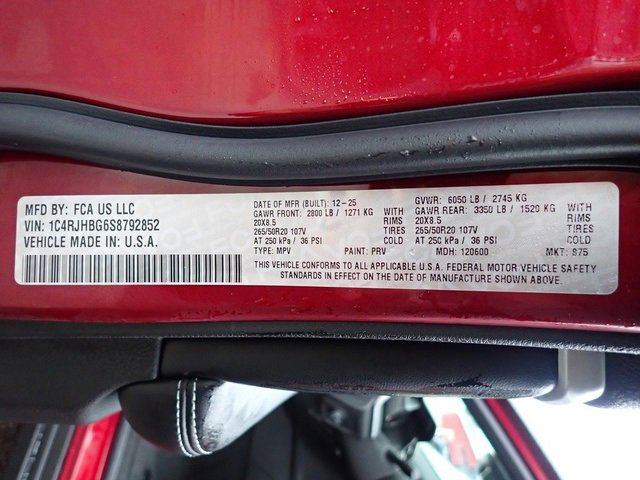 MFD BY: FCA US LLC
VIN: 1C4RJHBG6S8792852
VEHICLE MADE IN U.S.A.
DATE OF MFR (BUILT): 12-25 GVWR: 6050 LB / 2745 KG
GAWR FRONT: 2800 LB / 1271 KG WITH GAWR REAR: 3350 LB / 1520 KG WITH
20X8.5 RIMS 20X8.5 RIMS
265/50R20 107V TIRES 265/50R20 107V TIRES
AT 250 kPa / 36 PSI COLD AT 250 kPa / 36 PSI COLD
TYPE: MPV PAINT: PRV MDH: 120600 MKT: 875
THIS VEHICLE CONFORMS TO ALL APPLICABLE U.S.A. FEDERAL MOTOR VEHICLE SAFETY
STANDARDS IN EFFECT ON THE DATE OF MANUFACTURE SHOWN ABOVE.